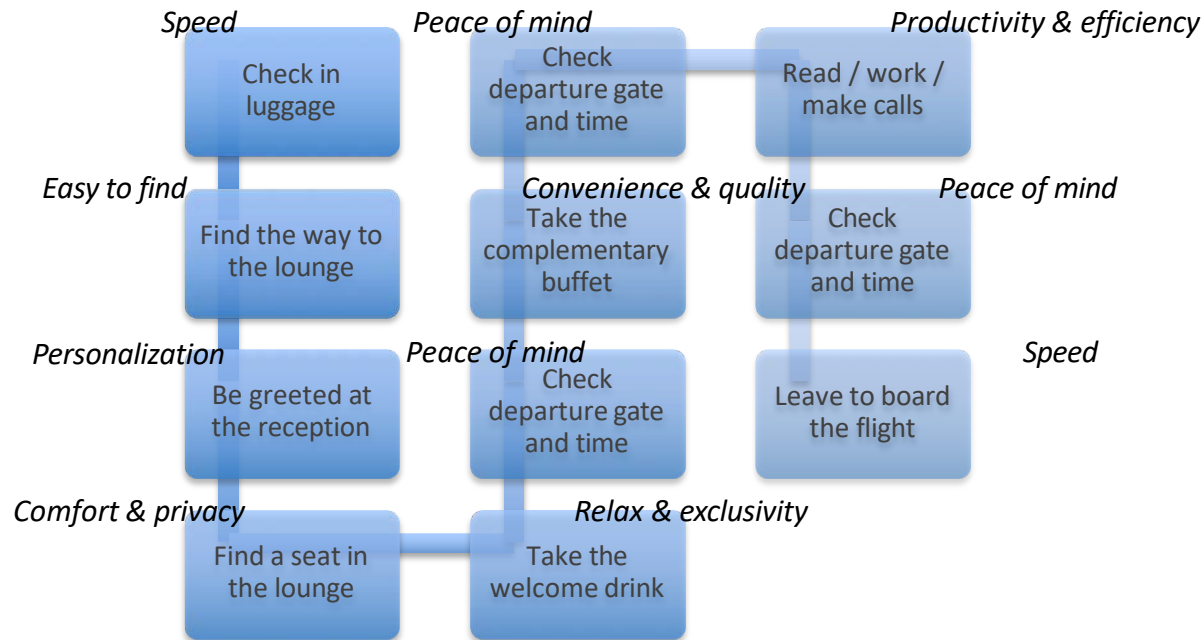 Speed
Check in
luggage
Easy to find
Find the way to
the lounge
Personalization
Be greeted at
the reception
Comfort & privacy
Find a seat in
the lounge
Relax & exclusivity
Take the
welcome drink
Peace of mind
Check
departure gate
and time
Convenience & quality
Take the
complementary
buffet
Peace of mind
Check
departure gate
and time
Productivity & efficiency
Read / work /
make calls
Peace of mind
Check
departure gate
and time
Speed
Leave to board
the flight